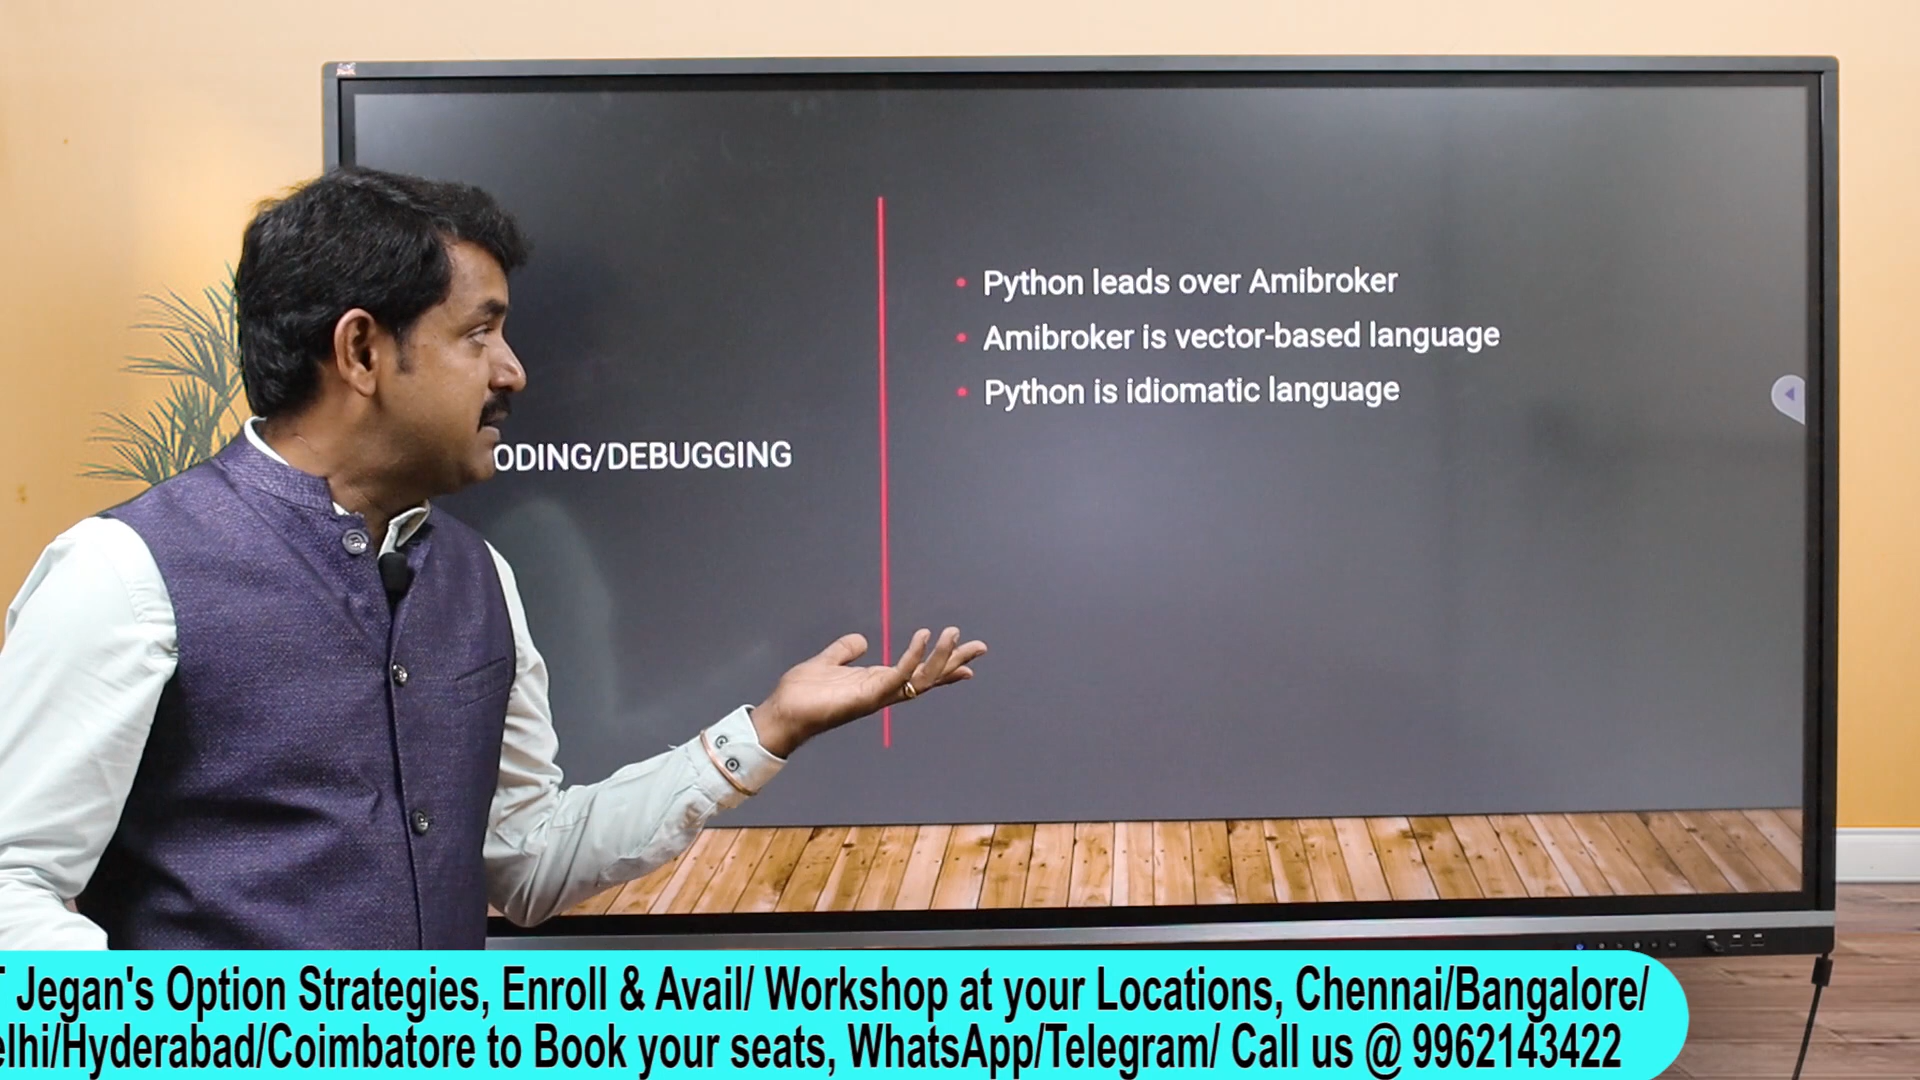 Python leads over Amibroker
Amibroker is vector-based language
Python is idiomatic language
ODING/DEBUGGING
Jegan's Option Strategies, Enroll & Avail/ Workshop at your Locations, Chennai/Bangalore/
elhi/Hyderabad/Coimbatore to Book your seats, WhatsApp/Telegram/ Call us @ 9962143422